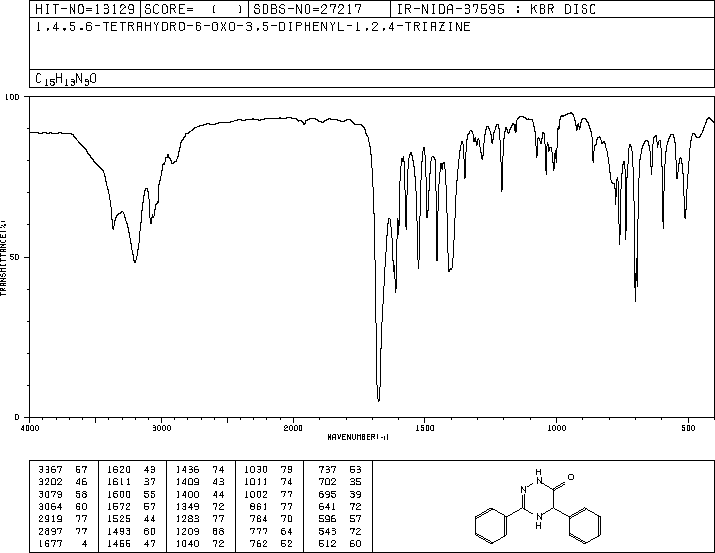 HIT-NO=13129 SCORE= ( ) SDBS-NO=27217 IR-NIDA-37595 : KBR DISC
1,4,5,6-TETRAHYDRO-6-OXO-3,5-DIPHENYL-1,2,4-TRIAZINE
C15H13N3O
100
50
0
TRANSMITTANCE(%)
4000 3000 2000 1500 1000 500
WAVENUMBER(-1)
3367 57 1620 49 1436 74 1030 79 737 53
3202 46 1611 37 1409 43 1011 74 702 35
3079 58 1600 55 1400 44 1002 77 695 39
3064 60 1572 57 1349 72 861 77 641 72
2919 77 1525 44 1283 77 784 70 596 57
2897 77 1493 60 1209 68 777 64 543 72
1677 4 1456 47 1040 72 762 52 512 60
H
N
O
N
N
H